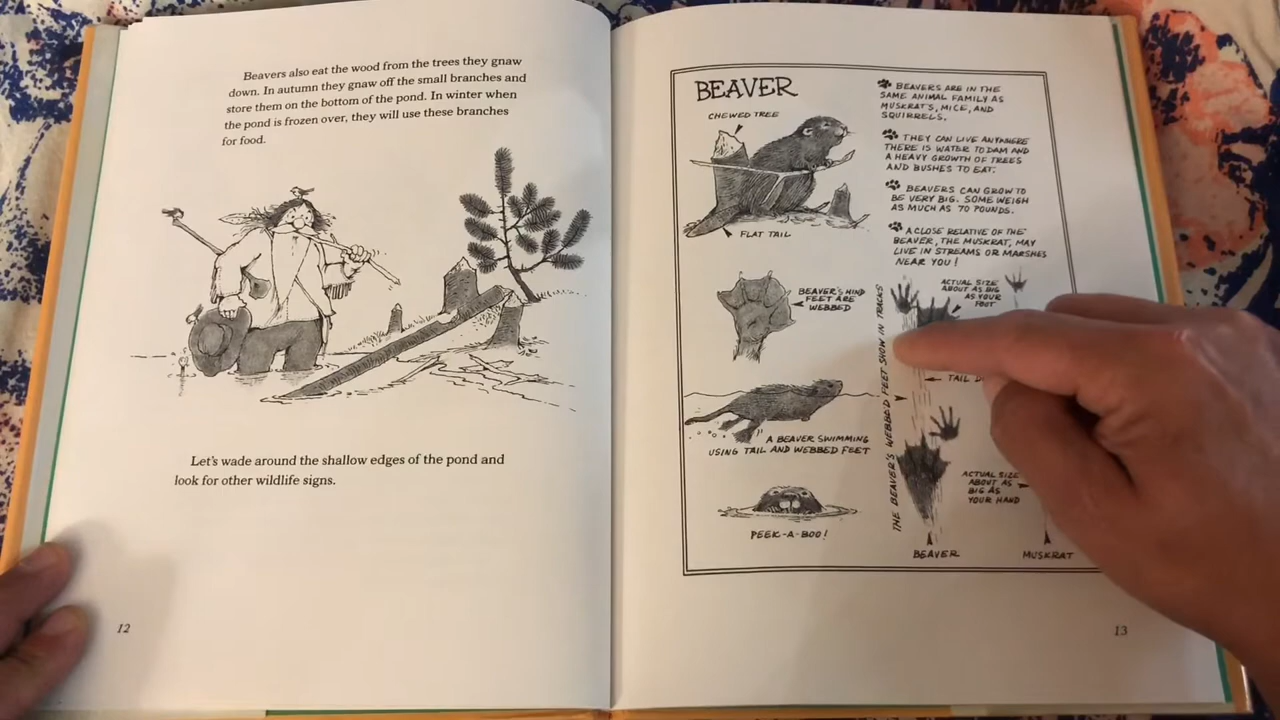 Beavers also eat the wood from the trees they gnaw
down. In autumn they gnaw off the small branches and
store them on the bottom of the pond. In winter when
the pond is frozen over, they will use these branches
for food.
Let's wade around the shallow edges of the pond and
look for other wildlife signs.
12
BEAVER
CHEWED TREE
FLAT TAIL
BEAVER'S HIND
FEET ARE
WEBBED
A BEAVER SWIMMING
USING TAIL AND WEBBED FEET
PEEK-A-BOO!
BEAVERS ARE IN THE
SAME ANIMAL FAMILY AS
MUSKRATS, MICE, AND
SQUIRRELS.
THEY CAN LIVE ANYWHERE
THERE IS WATER TO DAM AND
A HEAVY GROWTH OF TREES
AND BUSHES TO EAT.
BEAVERS CAN GROW TO
BE VERY BIG. SOME WEIGH
AS MUCH AS 70 POUNDS.
A CLOSE RELATIVE OF THE
BEAVER, THE MUSKRAT, MAY
LIVE IN STREAMS OR MARSHES
NEAR YOU!
THE BEAVER'S WEBBED FEET SHOW IN TRACKS
ACTUAL SIZE
ABOUT AS BIG
AS YOUR
FOOT
TAIL
ACTUAL SIZE
ABOUT AS
BIG AS
YOUR HAND
BEAVER
MUSKRAT
13